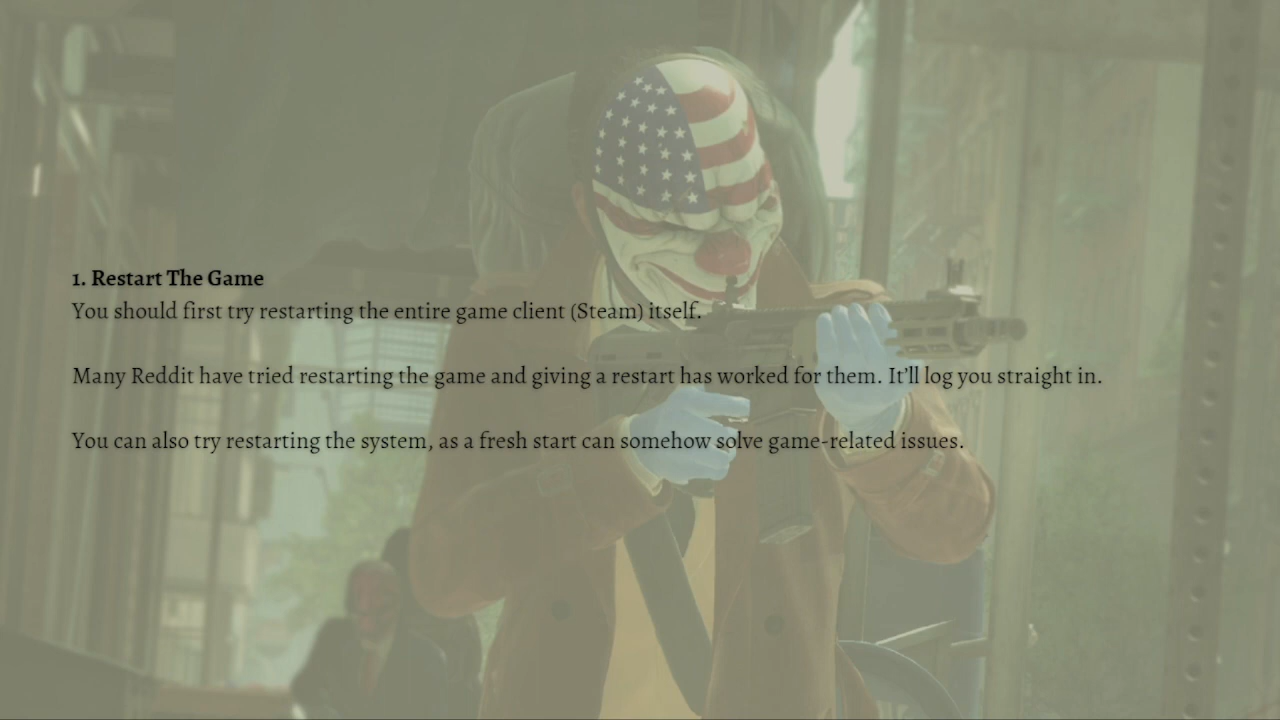 1. Restart The Game
You should first try restarting the entire game client (Steam) itself.
Many Reddit have tried restarting the game and giving a restart has worked for them. It’ll log you straight in.
You can also try restarting the system, as a fresh start can somehow solve game-related issues.